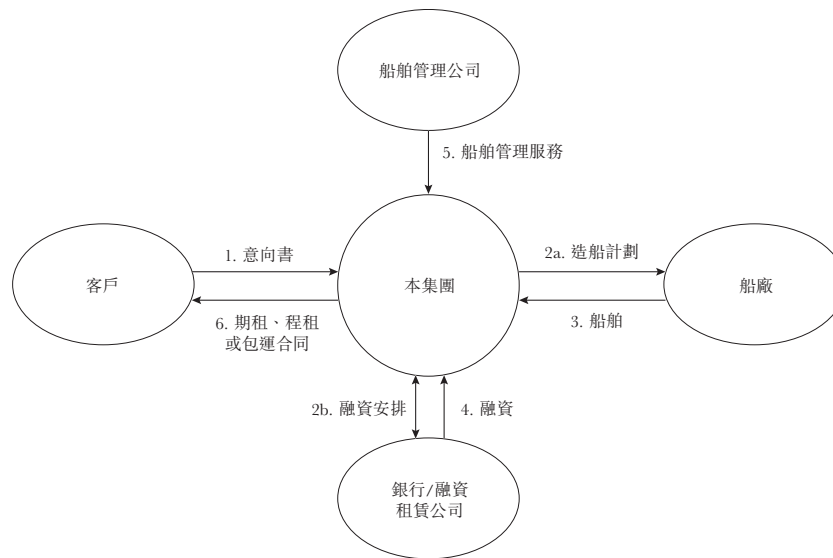 船舶管理公司
5. 船舶管理服務
1. 意向書
2a. 造船計劃
客戶
本集團
船廠
6. 期租、程租
或包運合同
3. 船舶
2b. 融資安排
4. 融資
銀行/融資
租賃公司